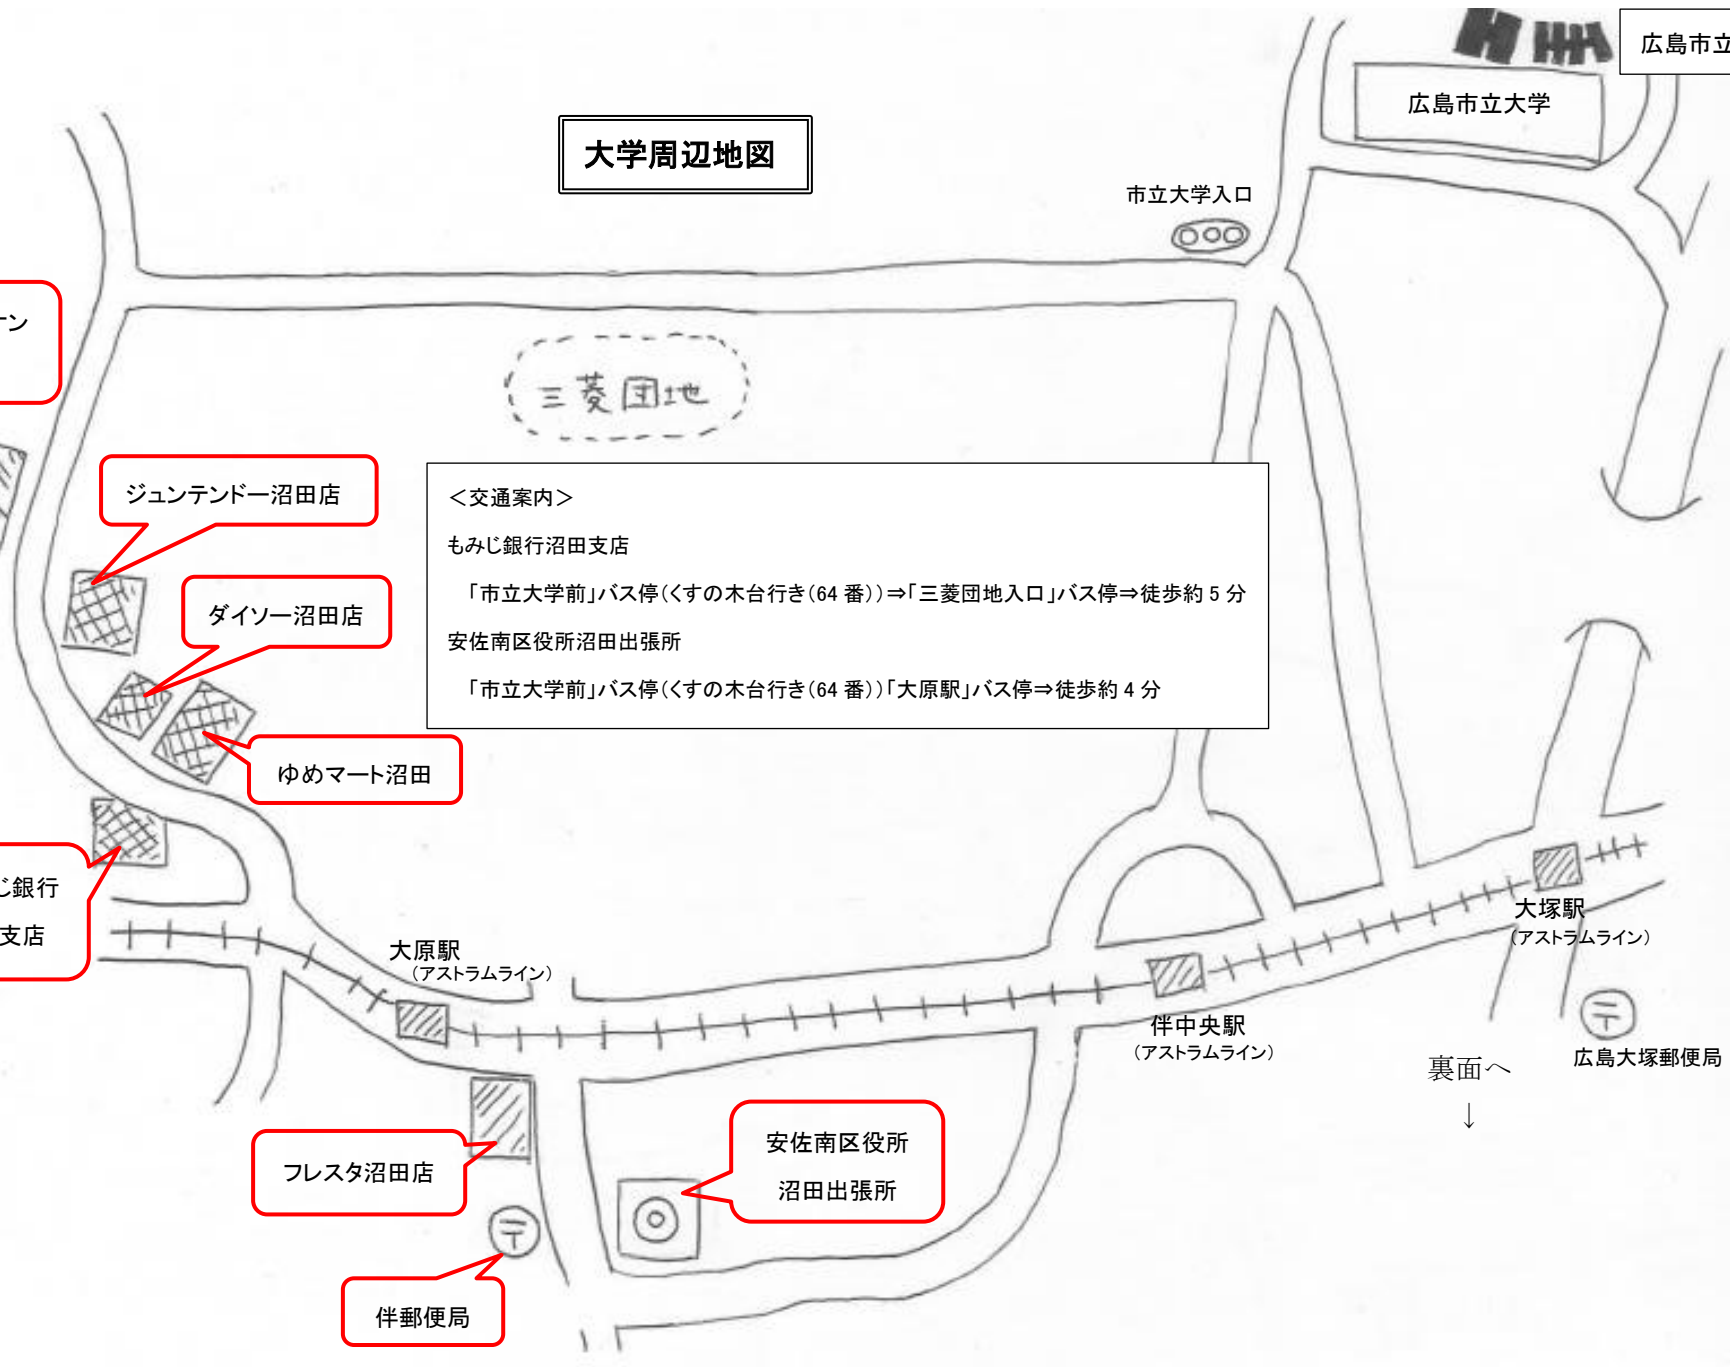 広島市立
広島市立大学
大学周辺地図
市立大学入口
ン
三菱団地
ジュンテンドー沼田店
<交通案内>
もみじ銀行沼田支店
「市立大学前」バス停(くすの木台行き(64番))⇒「三菱団地入口」バス停⇒徒歩約5分
安佐南区役所沼田出張所
「市立大学前」バス停(くすの木台行き(64番))「大原駅」バス停⇒徒歩約4分
ダイソー沼田店
ゆめマート沼田
じ銀行
支店
大原駅
(アストラムライン)
大塚駅
(アストラムライン)
伴中央駅
(アストラムライン)
〒
広島大塚郵便局
裏面へ
↓
フレスタ沼田店
安佐南区役所
沼田出張所
〒
伴郵便局